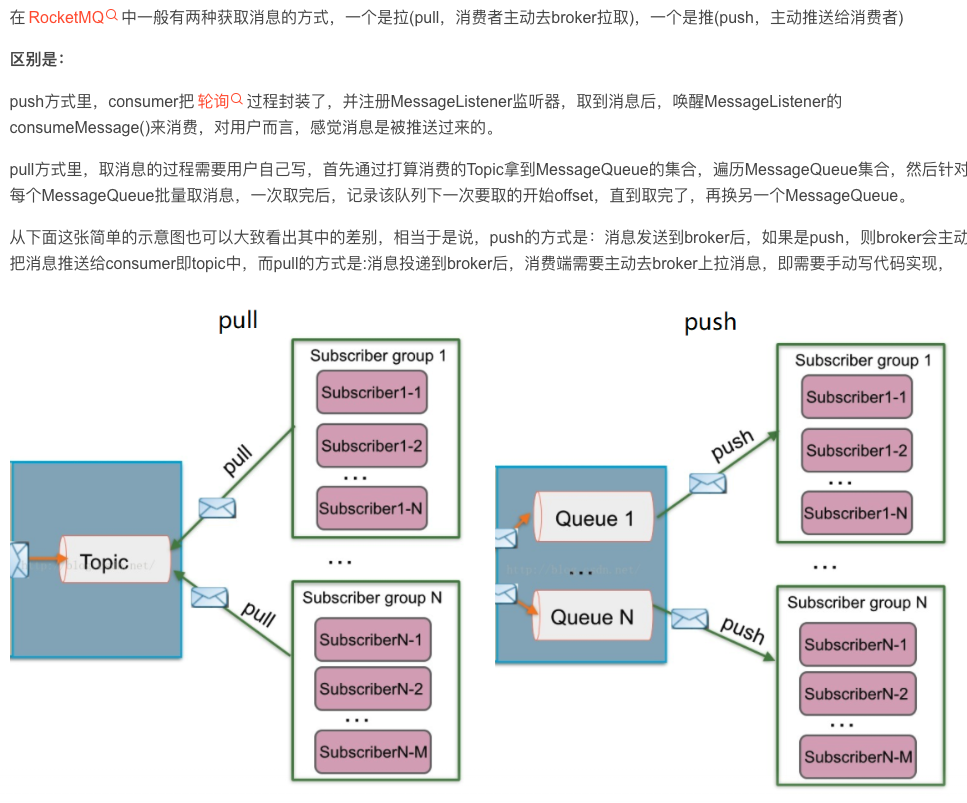 在 RocketMQ 中一般有两种获取消息的方式，一个是拉(pull，消费者主动去broker拉取)，一个是推(push，主动推送给消费者)
区别是：
push方式里，consumer把 轮询 过程封装了，并注册MessageListener监听器，取到消息后，唤醒MessageListener的
consumeMessage()来消费，对用户而言，感觉消息是被推送过来的。
pull方式里，取消息的过程需要用户自己写，首先通过打算消费的Topic拿到MessageQueue的集合，遍历MessageQueue集合，然后针对
每个MessageQueue批量取消息，一次取完后，记录该队列下一次要取的开始offset，直到取完了，再换另一个MessageQueue。
从下面这张简单的示意图也可以大致看出其中的差别，相当于是说，push的方式是：消息发送到broker后，如果是push，则broker会主动
把消息推送给consumer即topic中，而pull的方式是:消息投递到broker后，消费端需要主动去broker上拉消息，即需要手动写代码实现，
pull
Subscriber group 1
Subscriber1-1
Subscriber1-2
...
Subscriber1-N
pull
Topic
...
pull
Subscriber group N
SubscriberN-1
SubscriberN-2
...
SubscriberN-M
push
Subscriber group 1
Subscriber1-1
Subscriber1-2
...
Subscriber1-N
push
Queue 1
...
Queue N
...
push
Subscriber group N
SubscriberN-1
SubscriberN-2
...
SubscriberN-M